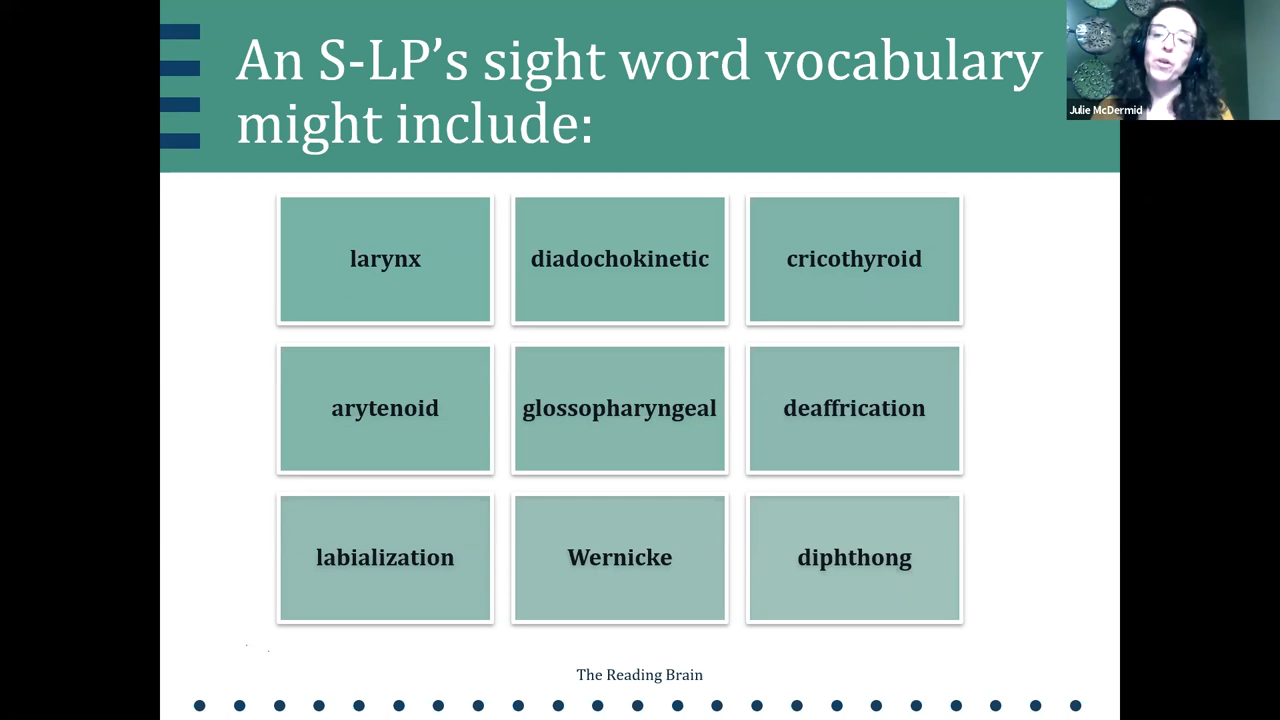 An S-LP’s sight word vocabulary
might include:
Julie McDermid
larynx
diadochokinetic
cricothyroid
arytenoid
glossopharyngeal
deaffrication
labialization
Wernicke
diphthong
The Reading Brain